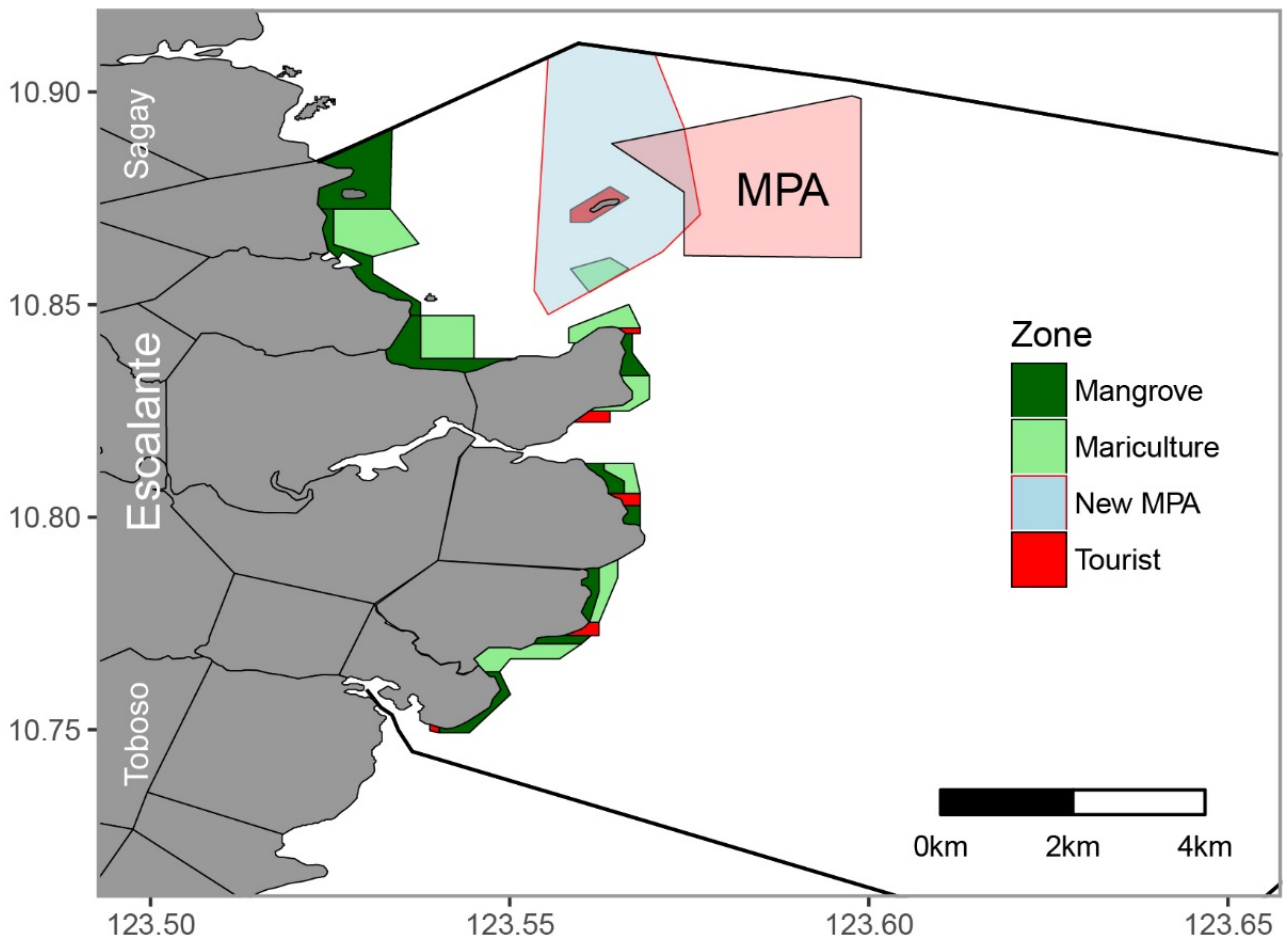 10.90
10.85
10.80
10.75
Sagay
Escalante
Toboso
MPA
Zone
Mangrove
Mariculture
New MPA
Tourist
0km 2km 4km
123.50 123.55 123.60 123.65